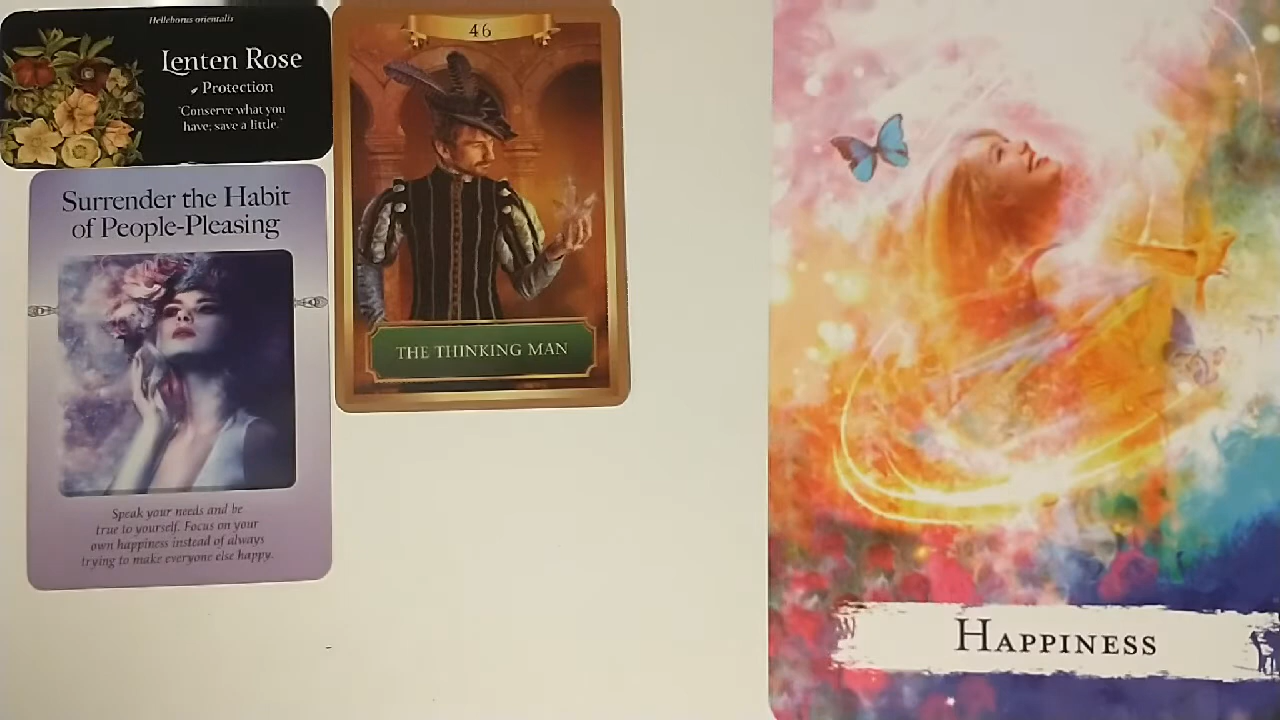 Helleborus orientalis
Lenten Rose
Protection
"Conserve what you
have; save a little."
Surrender the Habit
of People-Pleasing
Speak your needs and be
true to yourself. Focus on your
own happiness instead of always
trying to make everyone else happy.
46
THE THINKING MAN
HAPPINESS